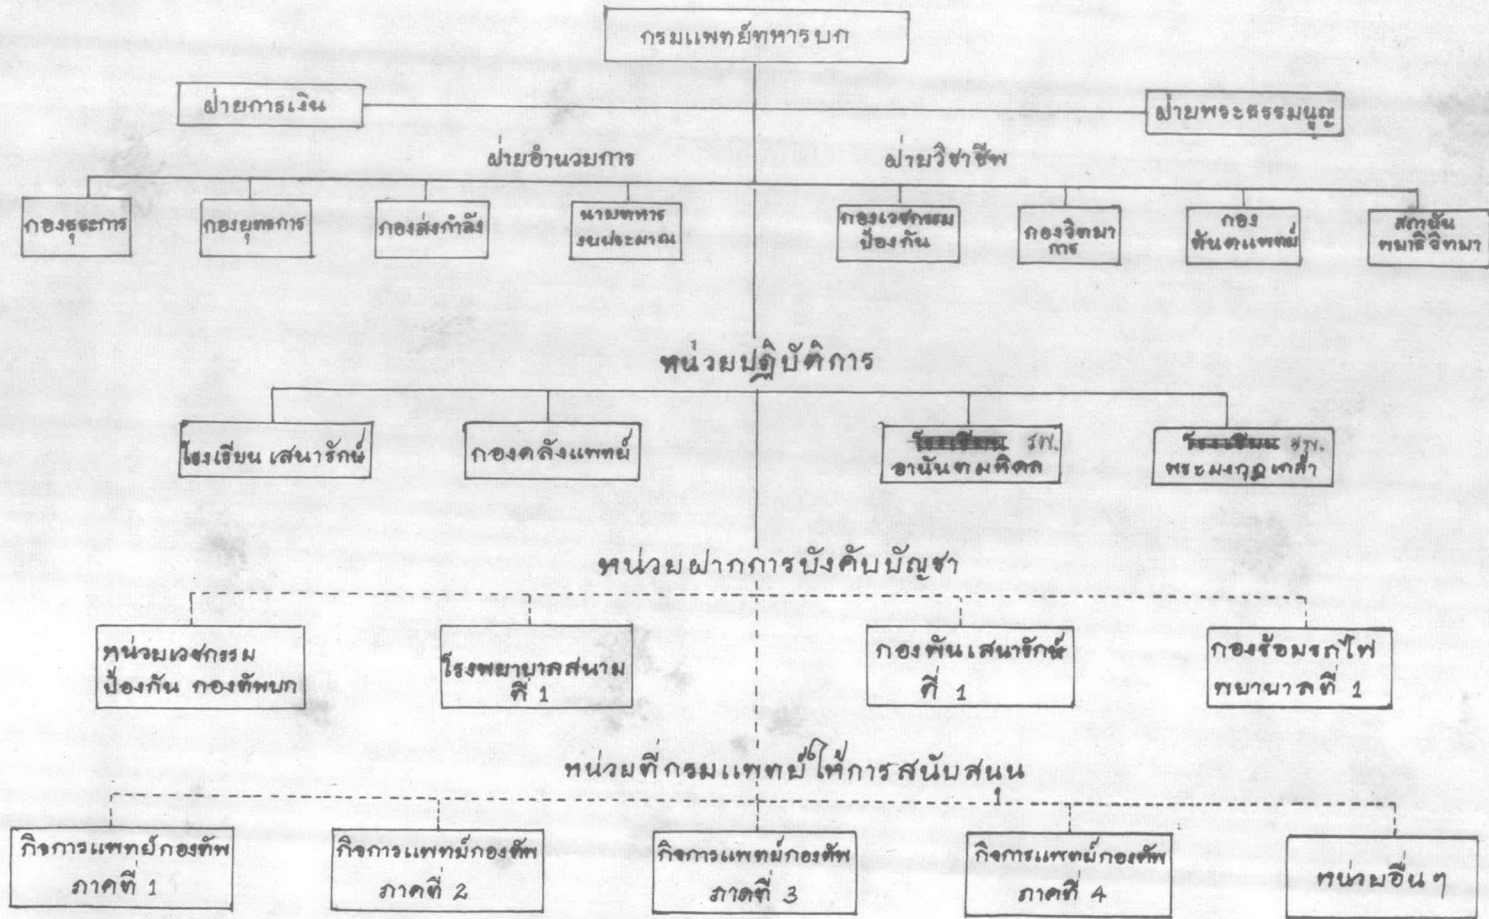 กรมแพทย์ทหารบก
ฝ่ายการเงิน
ฝ่ายพระธรรมนูญ
ฝ่ายอำนวยการ
ฝ่ายวิชาชีพ
กองธุรการ
กองยุทธการ
กองส่งกำลัง
นายทหาร
งบประมาณ
กองเวชกรรม
ป้องกัน
กองวิทยา
การ
กอง
ทันตแพทย์
สถาบัน
พยาธิวิทยา
หน่วยปฏิบัติการ
โรงเรียน เสนารักษ์
กองคลังแพทย์
โรงเรียน รพ.
อานันทมหิดล
โรงเรียน รพ.
พระมงกุฎเกล้า
หน่วยฝากการบังคับบัญชา
หน่วยเวชกรรม
ป้องกัน กองทัพบก
โรงพยาบาลสนาม
ที่ 1
กองพันเสนารักษ์
ที่ 1
กองร้อยรถไฟ
พยาบาลที่ 1
หน่วยที่กรมแพทย์ให้การสนับสนุน
กิจการแพทย์กองทัพ
ภาคที่ 1
กิจการแพทย์กองทัพ
ภาคที่ 2
กิจการแพทย์กองทัพ
ภาคที่ 3
กิจการแพทย์กองทัพ
ภาคที่ 4
หน่วยอื่นๆ